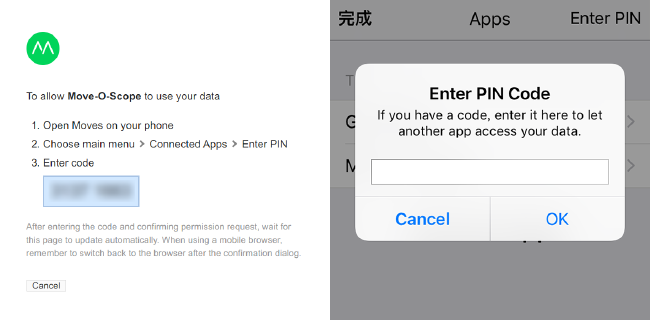 To allow Move-O-Scope to use your data
1. Open Moves on your phone
2. Choose main menu > Connected Apps > Enter PIN
3. Enter code
After entering the code and confirming permission request, wait for
this page to update automatically. When using a mobile browser,
remember to switch back to the browser after the confirmation dialog.
Cancel
完成 Apps Enter PIN
Enter PIN Code
If you have a code, enter it here to let
another app access your data.
Cancel OK